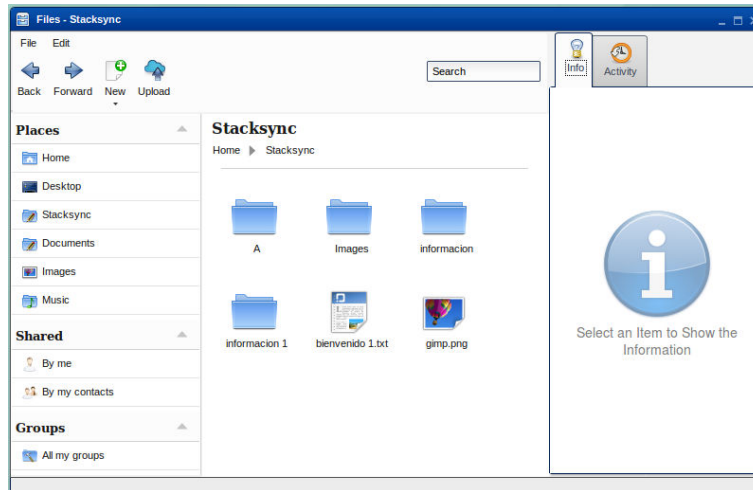 Files - Stacksync
File Edit
Back Forward New Upload
Search
Info
Activity
Places
Home
Desktop
Stacksync
Documents
Images
Music
Shared
By me
By my contacts
Groups
All my groups
Stacksync
Home Stacksync
A Images informacion
informacion 1 bienvenido 1.txt gimp.png
Select an Item to Show the
Information